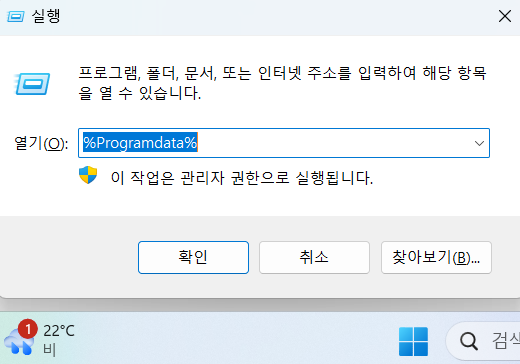 실행
프로그램, 폴더, 문서, 또는 인터넷 주소를 입력하여 해당 항목
을 열 수 있습니다.
열기(O): %Programdata%
이 작업은 관리자 권한으로 실행됩니다.
확인 취소 찾아보기(B)...
1 22°C
비
검색